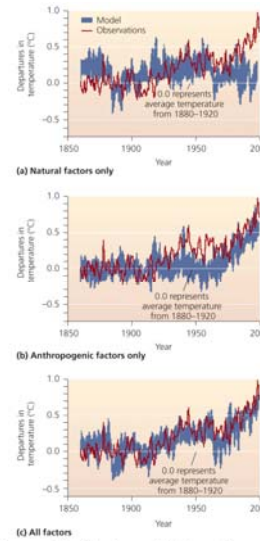 Departures in
temperature (°C)
1.0
0.5
0.0
−0.5
Model
Observations
0.0 represents
average temperature
from 1880–1920
1850
1900
1950
Year
(a) Natural factors only
Departures in
temperature (°C)
1.0
0.5
0.0
−0.5
0.0 represents
average temperature
from 1880–1920
1850
1900
1950
Year
(b) Anthropogenic factors only
Departures in
temperature (°C)
1.0
0.5
0.0
−0.5
0.0 represents
average temperature
from 1880–1920
1850
1900
1950
Year
(c) All factors